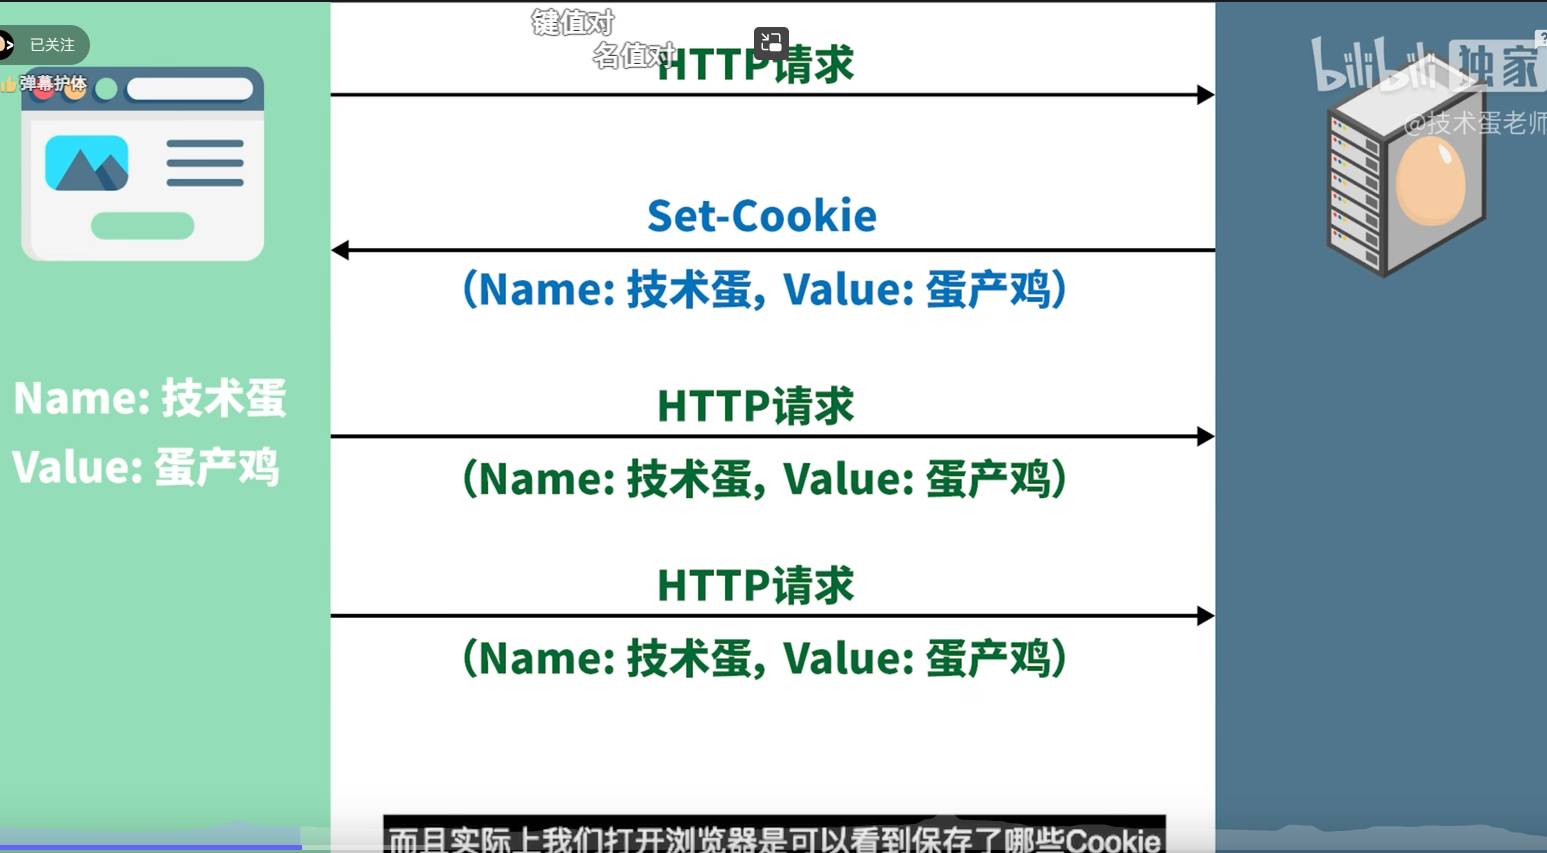 键值对
名值对
已关注
弹幕护体
HTTP请求
bilibili 独家
@技术蛋老师
Set-Cookie
（Name: 技术蛋, Value: 蛋产鸡）
Name: 技术蛋
Value: 蛋产鸡
HTTP请求
（Name: 技术蛋, Value: 蛋产鸡）
HTTP请求
（Name: 技术蛋, Value: 蛋产鸡）
而且实际上我们打开浏览器是可以看到保存了哪些Cookie